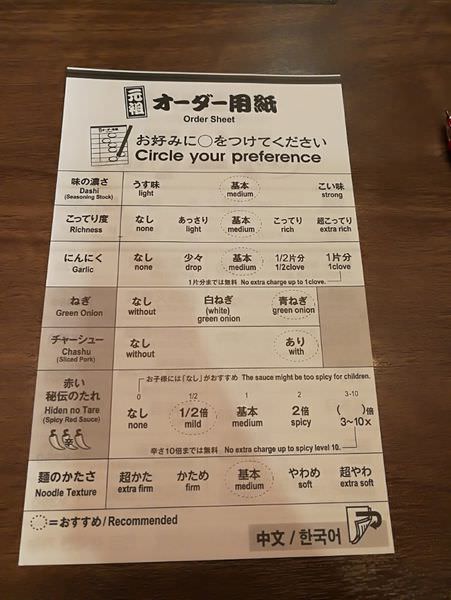 元祖 オーダー用紙
Order Sheet
お好みに○をつけてください
Circle your preference
味の濃さ うす味 基本 こい味
Dashi light medium strong
(Seasoning Stock)
こってり度 なし あっさり 基本 こってり 超こってり
Richness none light medium rich extra rich
にんにく なし 少々 基本 1/2片分 1片分
Garlic none drop medium 1/2clove 1clove
1片分までは無料 No extra charge up to 1clove.
ねぎ なし 白ねぎ 青ねぎ
Green Onion without (white) green onion
green onion
チャーシュー なし あり
Chashu without with
(Sliced Pork)
お子様には「なし」がおすすめ The sauce might be too spicy for children.
赤い 0 1/2 1 2 3-10
秘伝のたれ なし 1/2倍 基本 2倍 ( )倍
Hiden no Tare none mild medium spicy 3~10x
(Spicy Red Sauce)
辛
辛さ10倍までは無料 No extra charge up to spicy level 10.
麺のかたさ 超かた かため 基本 やわめ 超やわ
Noodle Texture extra firm firm medium soft extra soft
=おすすめ/Recommended
中文 / 한국어